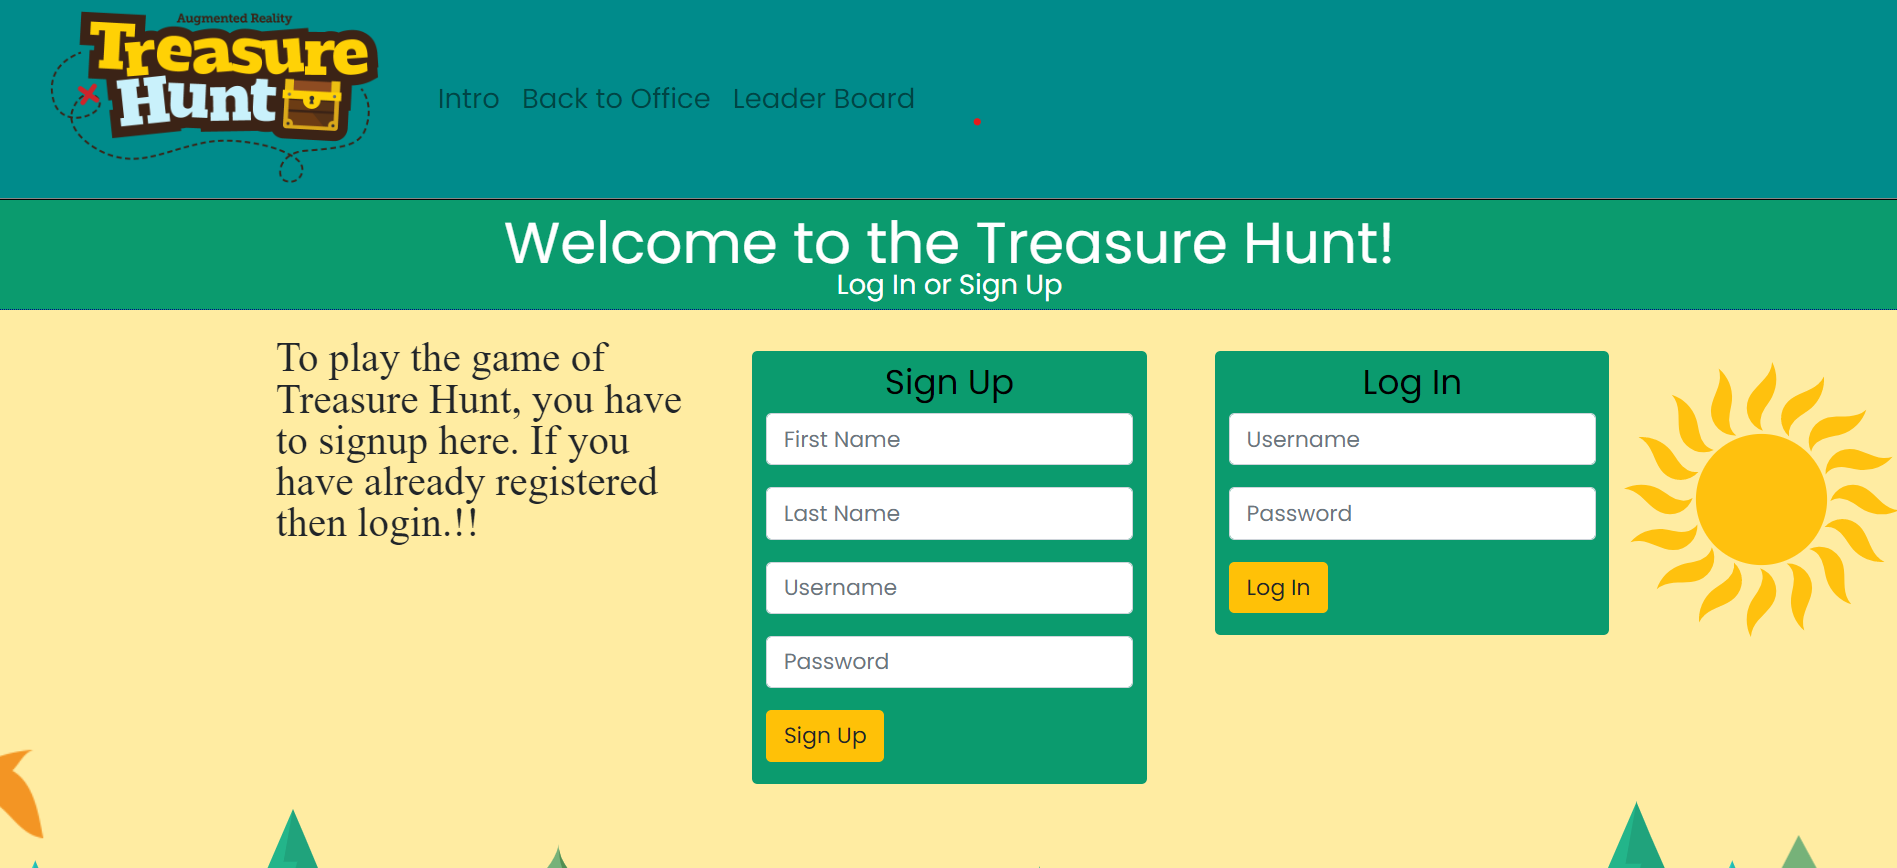 Augmented Reality
Treasure
Hunt
Intro Back to Office Leader Board
Welcome to the Treasure Hunt!
Log In or Sign Up
To play the game of
Treasure Hunt, you have
to signup here. If you
have already registered
then login.!!
Sign Up
First Name
Last Name
Username
Password
Sign Up
Log In
Username
Password
Log In